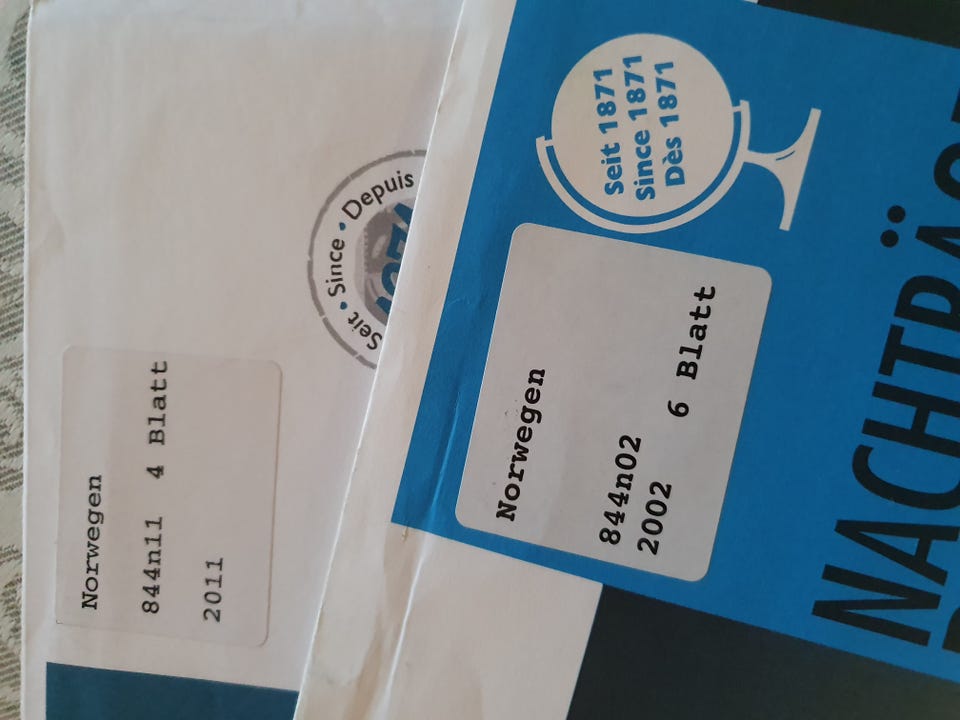 Norwegen
844n11 4 Blatt
2011
Seit • Since • Depuis
Seit 1871
Since 1871
Dès 1871
Norwegen
844n02
2002 6 Blatt